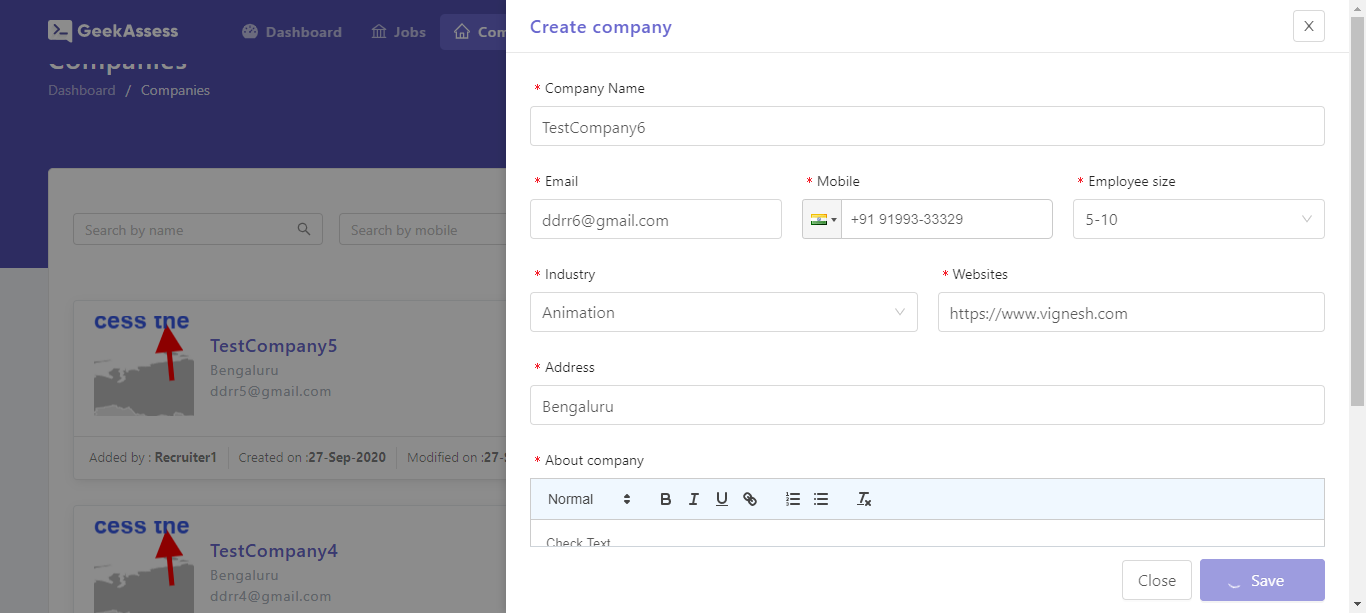 GeekAssess
Dashboard
Jobs
Companies
Dashboard / Companies
Search by name
Search by mobile
cess the
TestCompany5
Bengaluru
ddrr5@gmail.com
Added by : Recruiter1
Created on :27-Sep-2020
Modified on :27-
cess the
TestCompany4
Bengaluru
ddrr4@gmail.com
Create company
X
* Company Name
TestCompany6
* Email
* Mobile
* Employee size
ddrr6@gmail.com
+91 91993-33329
5-10
* Industry
* Websites
Animation
https://www.vignesh.com
* Address
Bengaluru
* About company
Normal
B I U
Check Text
Close
Save